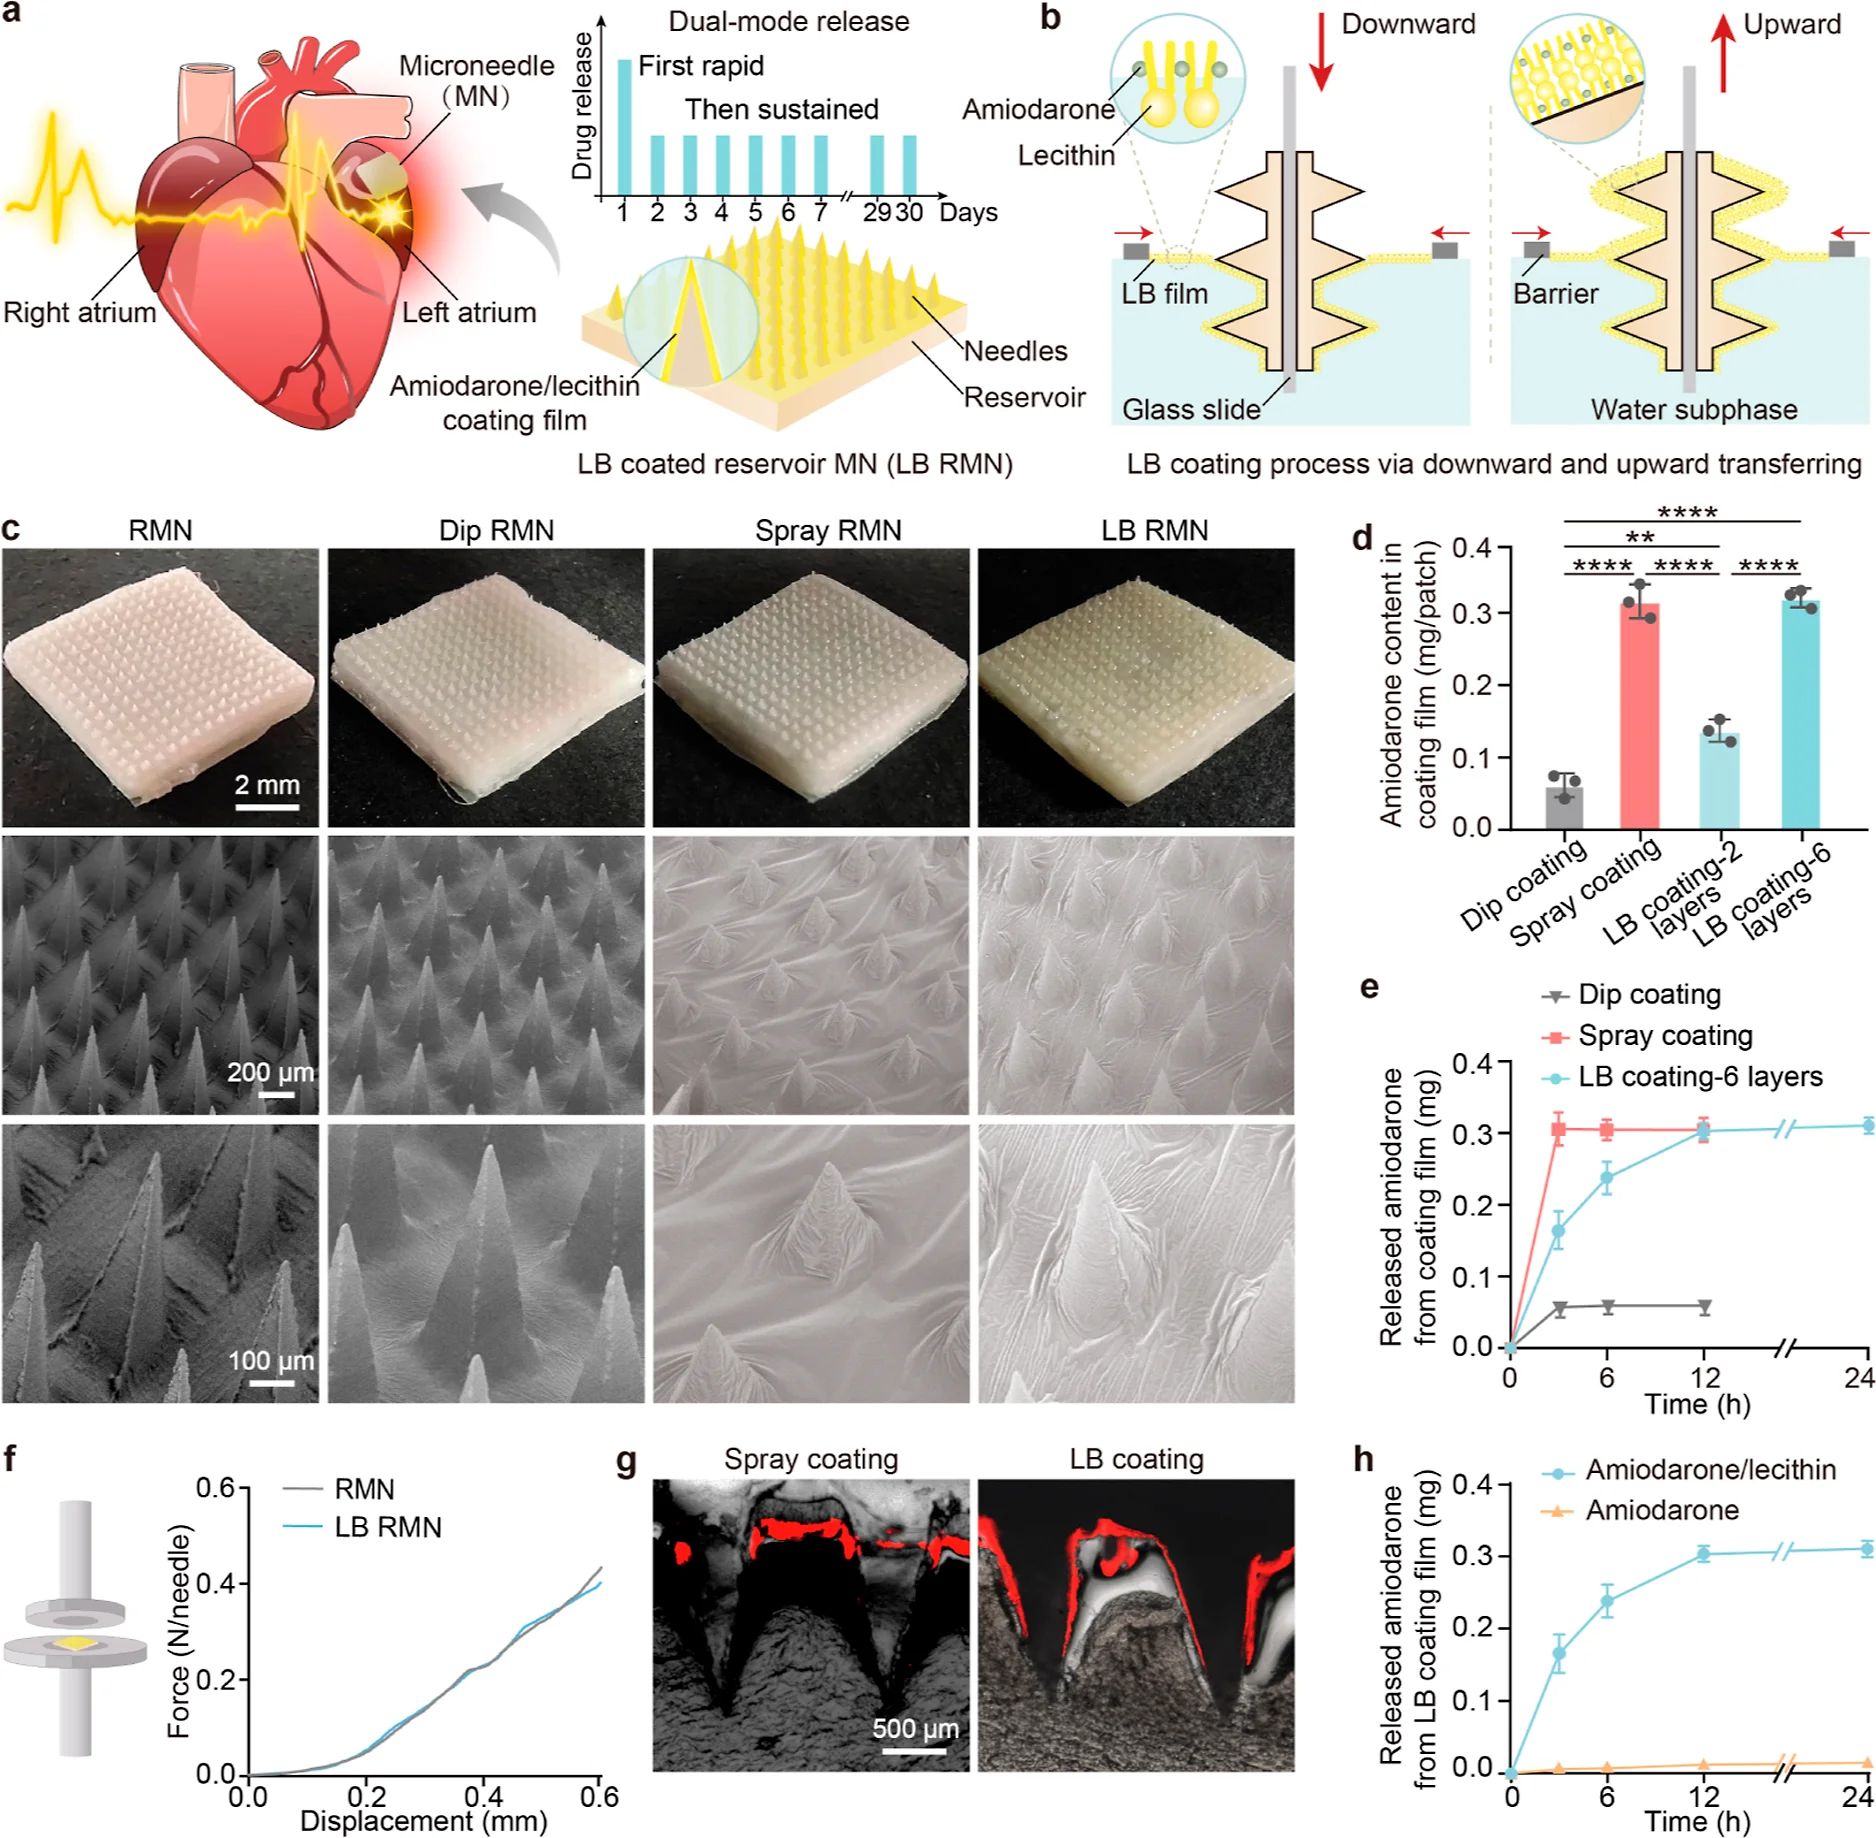 a
Dual-mode release
Drug release
First rapid
Then sustained
1 2 3 4 5 6 7 29 30 Days
Microneedle
(MN)
Right atrium
Left atrium
Amiodarone/lecithin
coating film
Needles
Reservoir
LB coated reservoir MN (LB RMN)
b
Downward
Upward
Amiodarone
Lecithin
LB film
Barrier
Glass slide
Water subphase
LB coating process via downward and upward transferring
c
RMN
Dip RMN
Spray RMN
LB RMN
2 mm
200 µm
100 µm
d
Amiodarone content in
coating film (mg/patch)
0.4
0.3
0.2
0.1
0.0
****
**
**** **** ****
Dip coating
Spray coating
LB coating-2
layers
LB coating-6
layers
e
Dip coating
Spray coating
LB coating-6 layers
Released amiodarone
from coating film (mg)
0.4
0.3
0.2
0.1
0.0
0 6 12 24
Time (h)
f
RMN
LB RMN
Force (N/needle)
0.6
0.4
0.2
0.0
0.0 0.2 0.4 0.6
Displacement (mm)
g
Spray coating
LB coating
500 µm
h
Amiodarone/lecithin
Amiodarone
Released amiodarone
from LB coating film (mg)
0.4
0.3
0.2
0.1
0.0
0 6 12 24
Time (h)